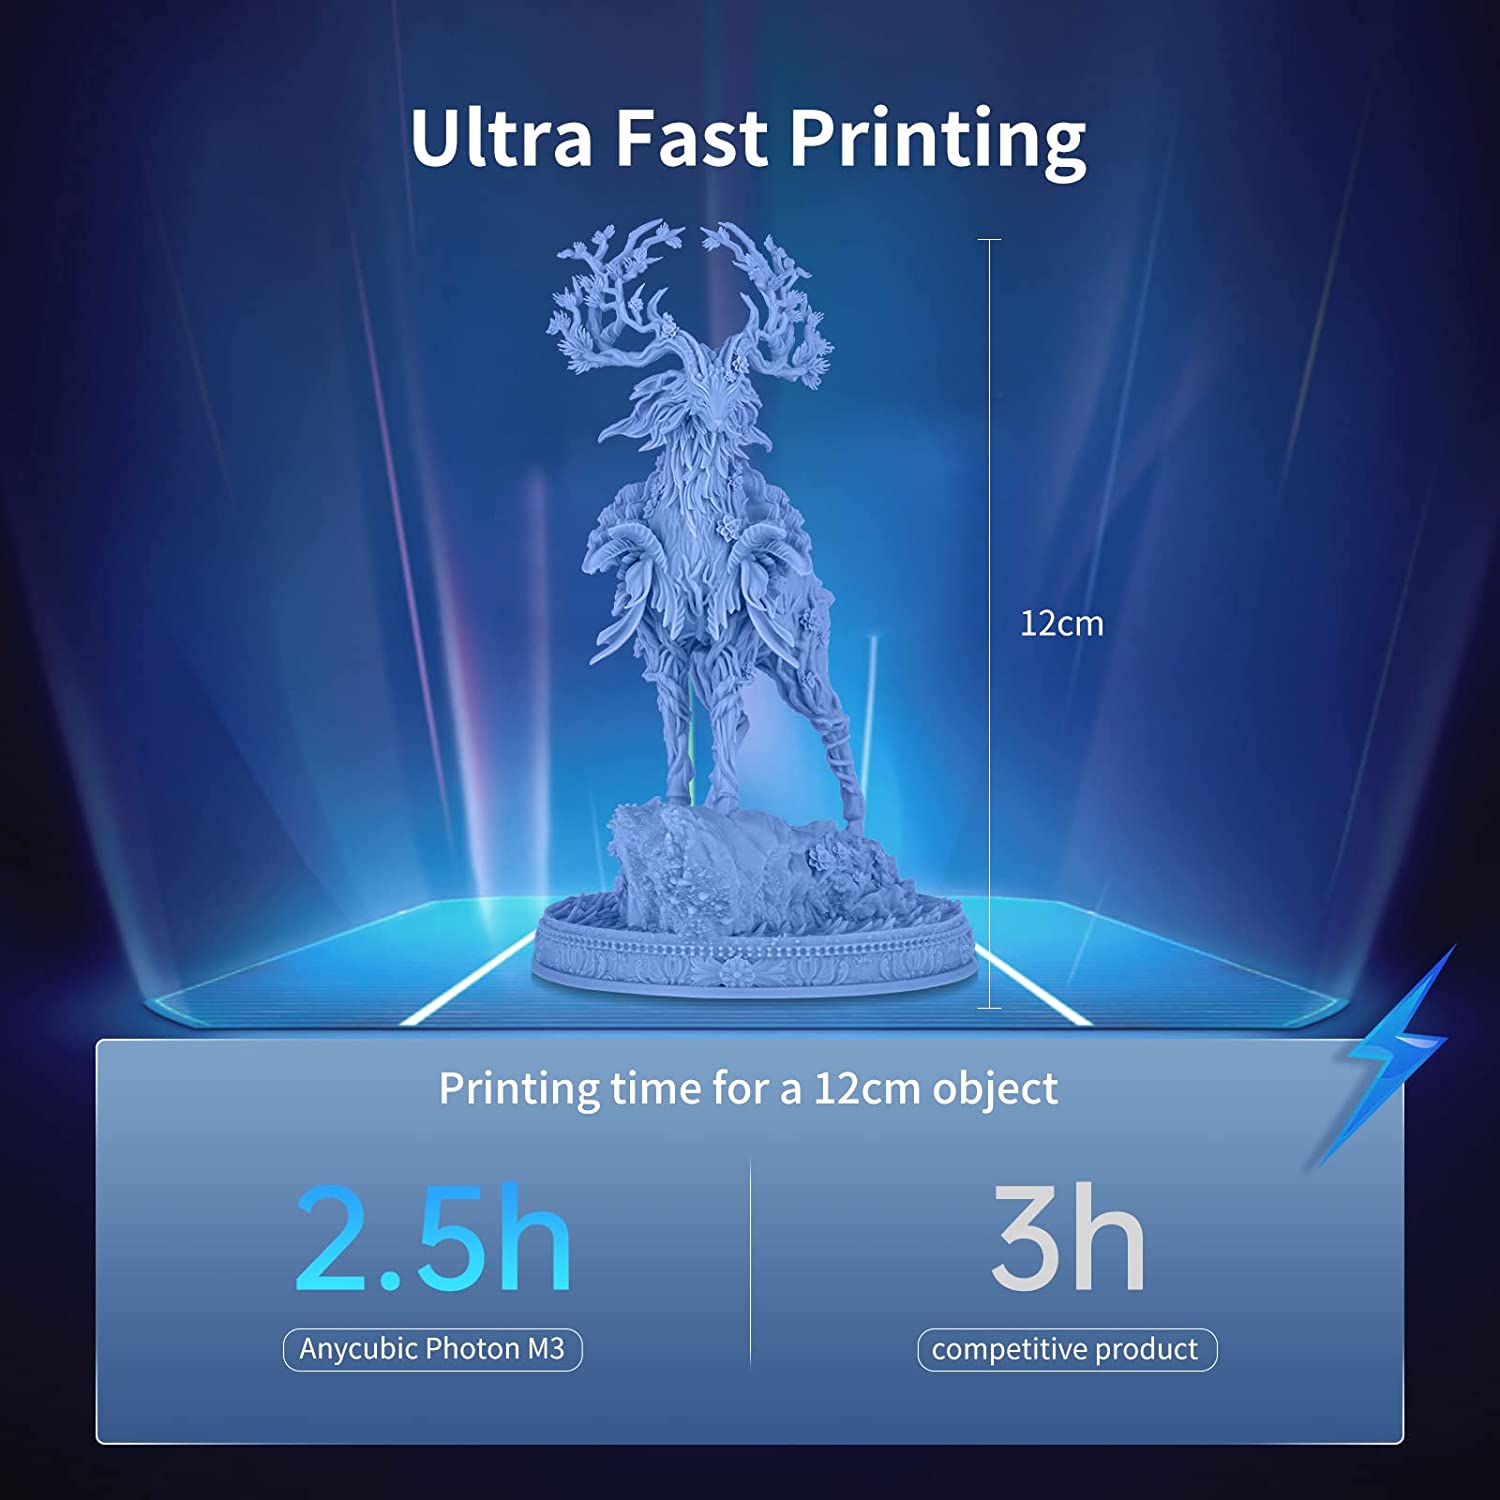 Ultra Fast Printing
12cm
Printing time for a 12cm object
2.5h
3h
Anycubic Photon M3
competitive product